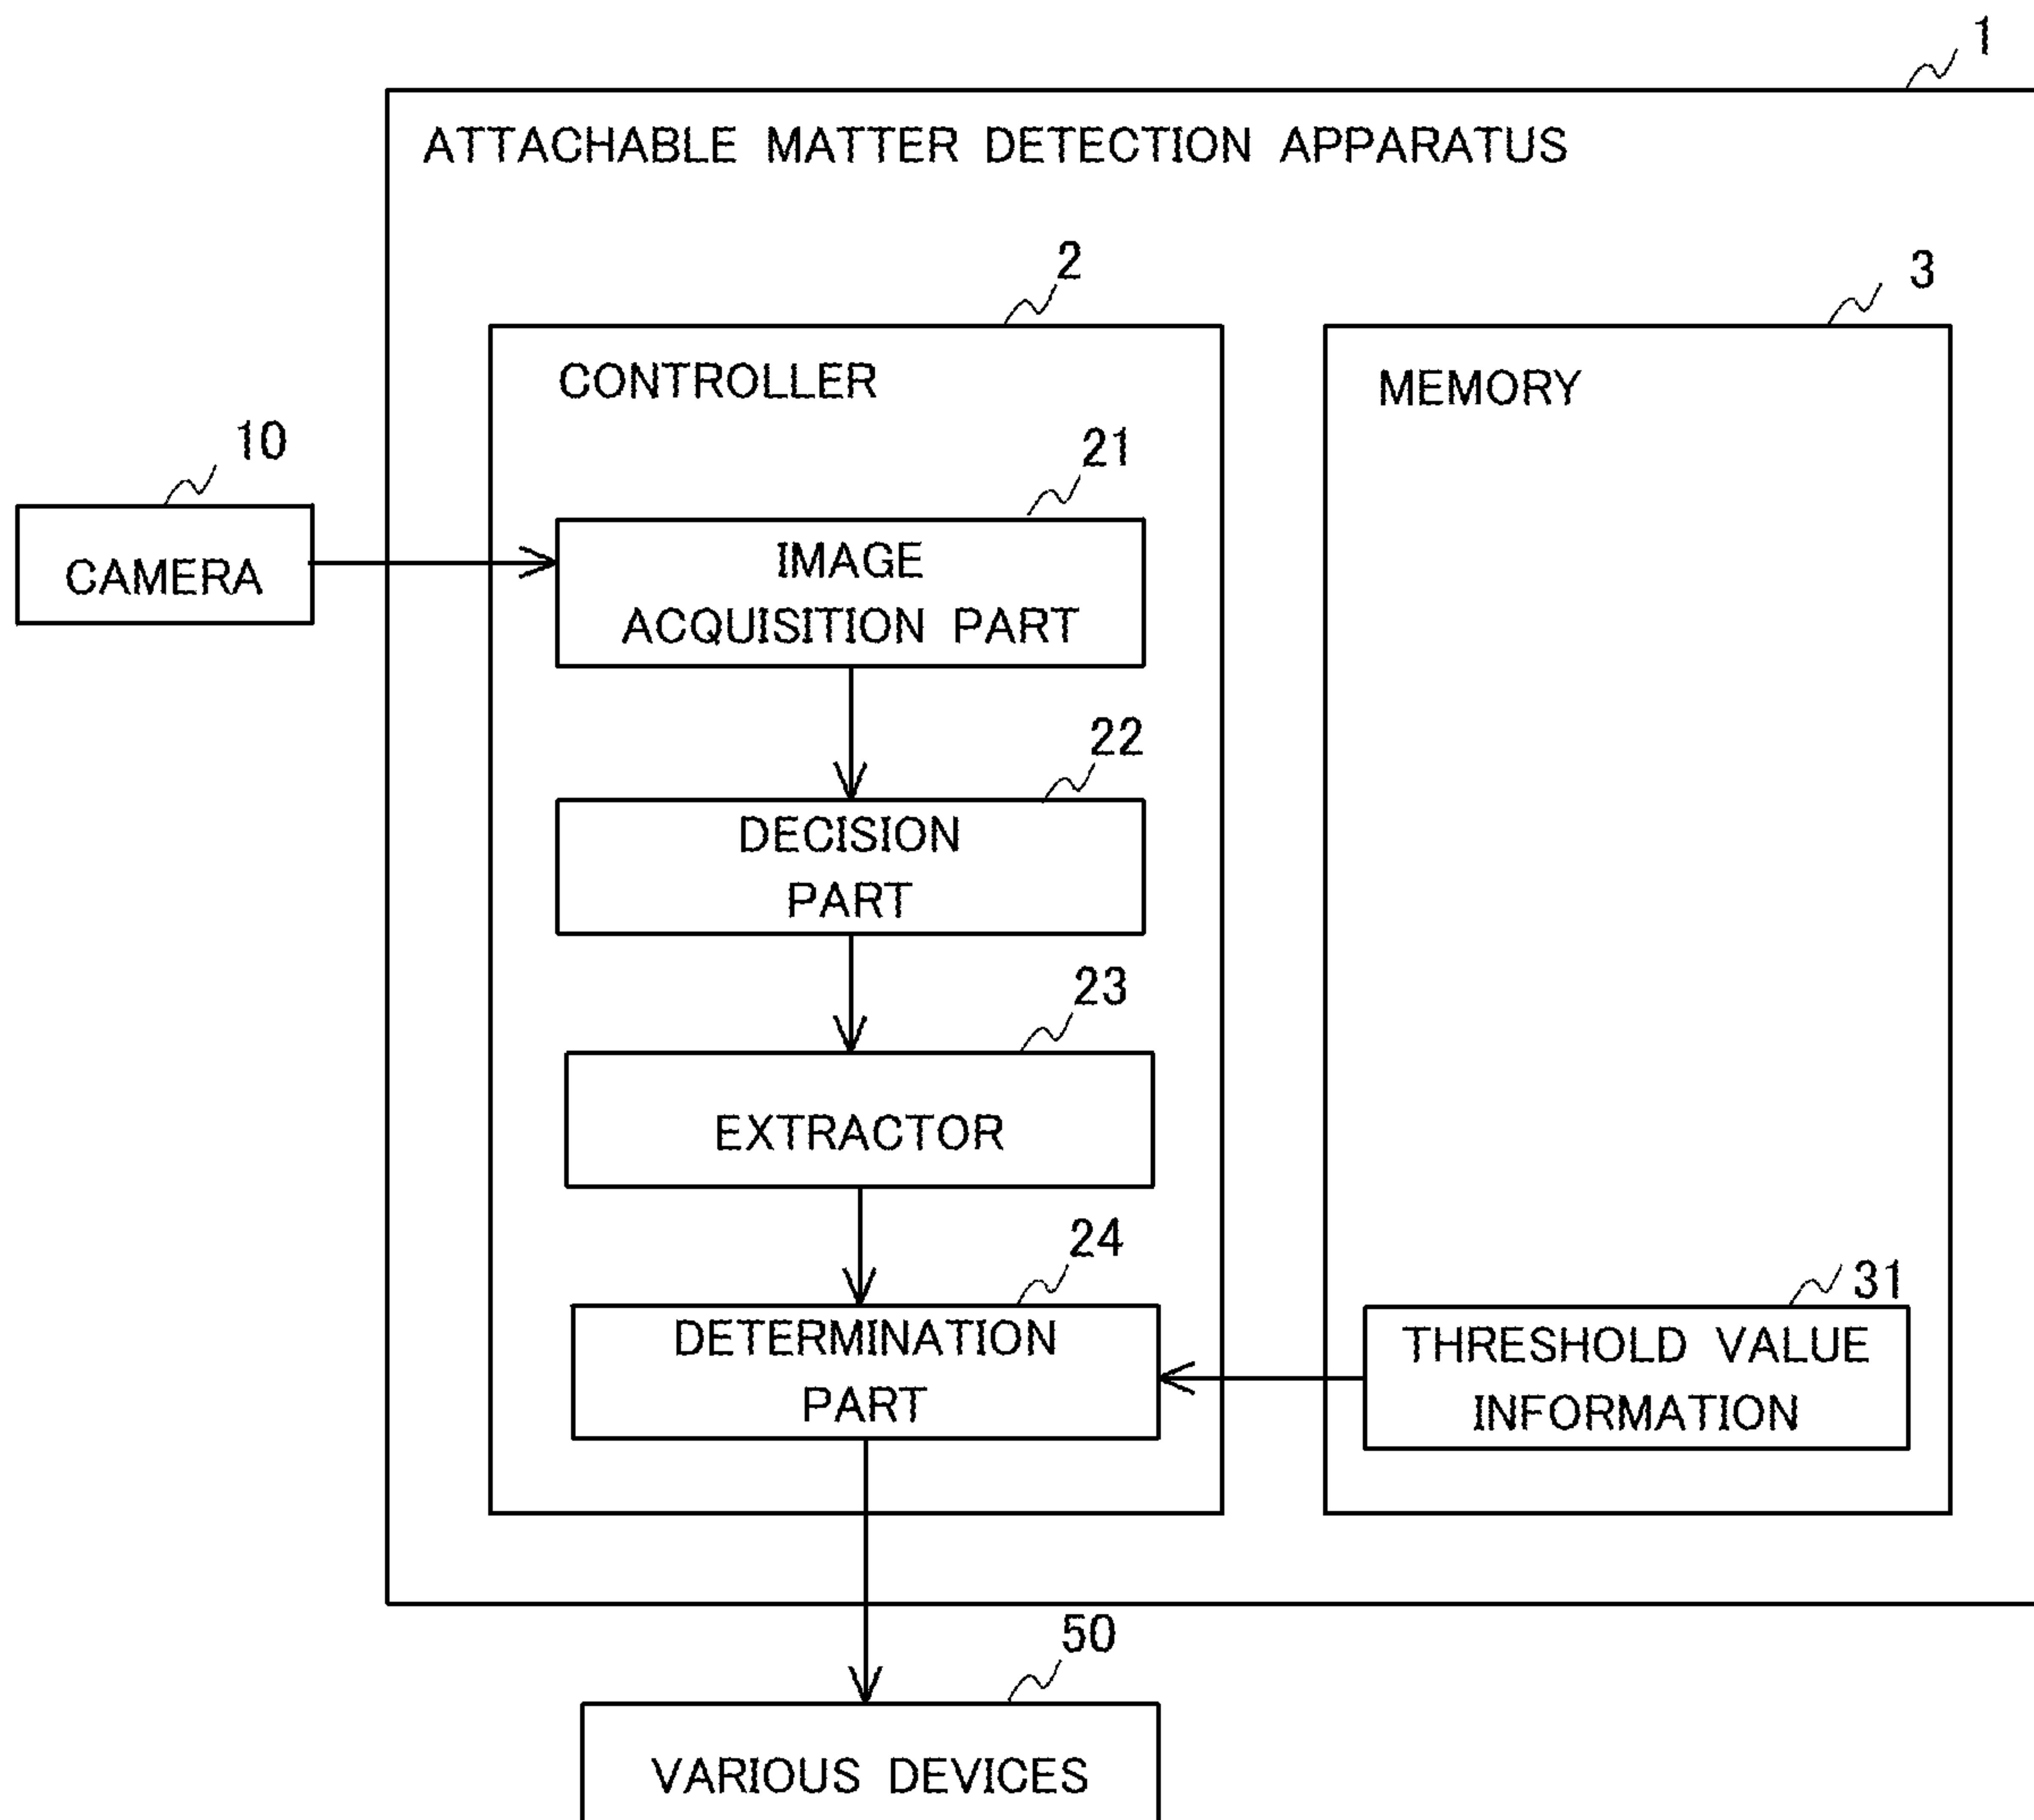 1
ATTACHABLE MATTER DETECTION APPARATUS
2
3
CONTROLLER
MEMORY
10
CAMERA
21
IMAGE
ACQUISITION PART
22
DECISION
PART
23
EXTRACTOR
24
DETERMINATION
PART
31
THRESHOLD VALUE
INFORMATION
50
VARIOUS DEVICES